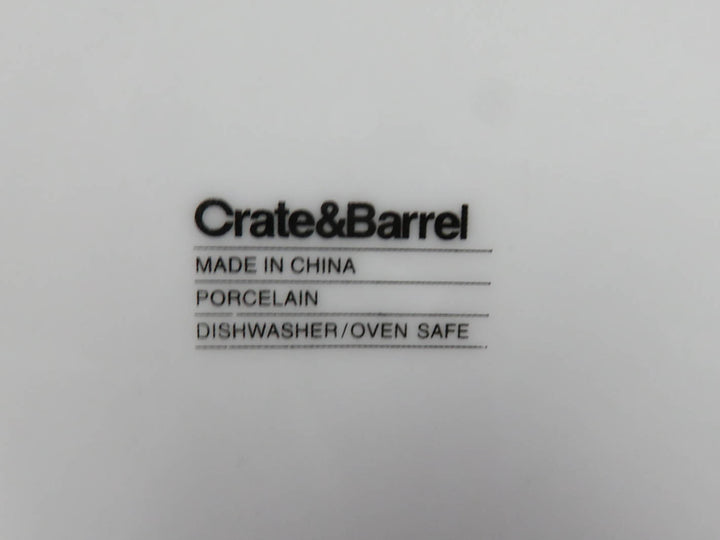 Crate&Barrel
MADE IN CHINA
PORCELAIN
DISHWASHER/OVEN SAFE